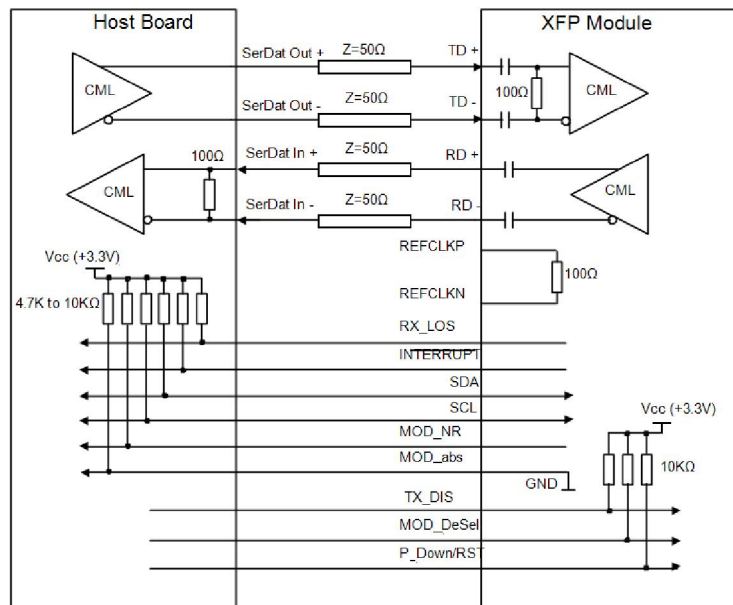 Host Board
XFP Module
SerDat Out +
Z=50Ω
TD +
CML
100Ω
CML
SerDat Out -
Z=50Ω
TD -
100Ω
SerDat In +
Z=50Ω
RD +
CML
CML
SerDat In -
Z=50Ω
RD -
REFCLKP
Vcc (+3.3V)
100Ω
4.7K to 10KΩ
REFCLKN
RX_LOS
INTERRUPT
SDA
SCL
Vcc (+3.3V)
MOD_NR
MOD_abs
10KΩ
GND
TX_DIS
MOD_DeSel
P_Down/RST